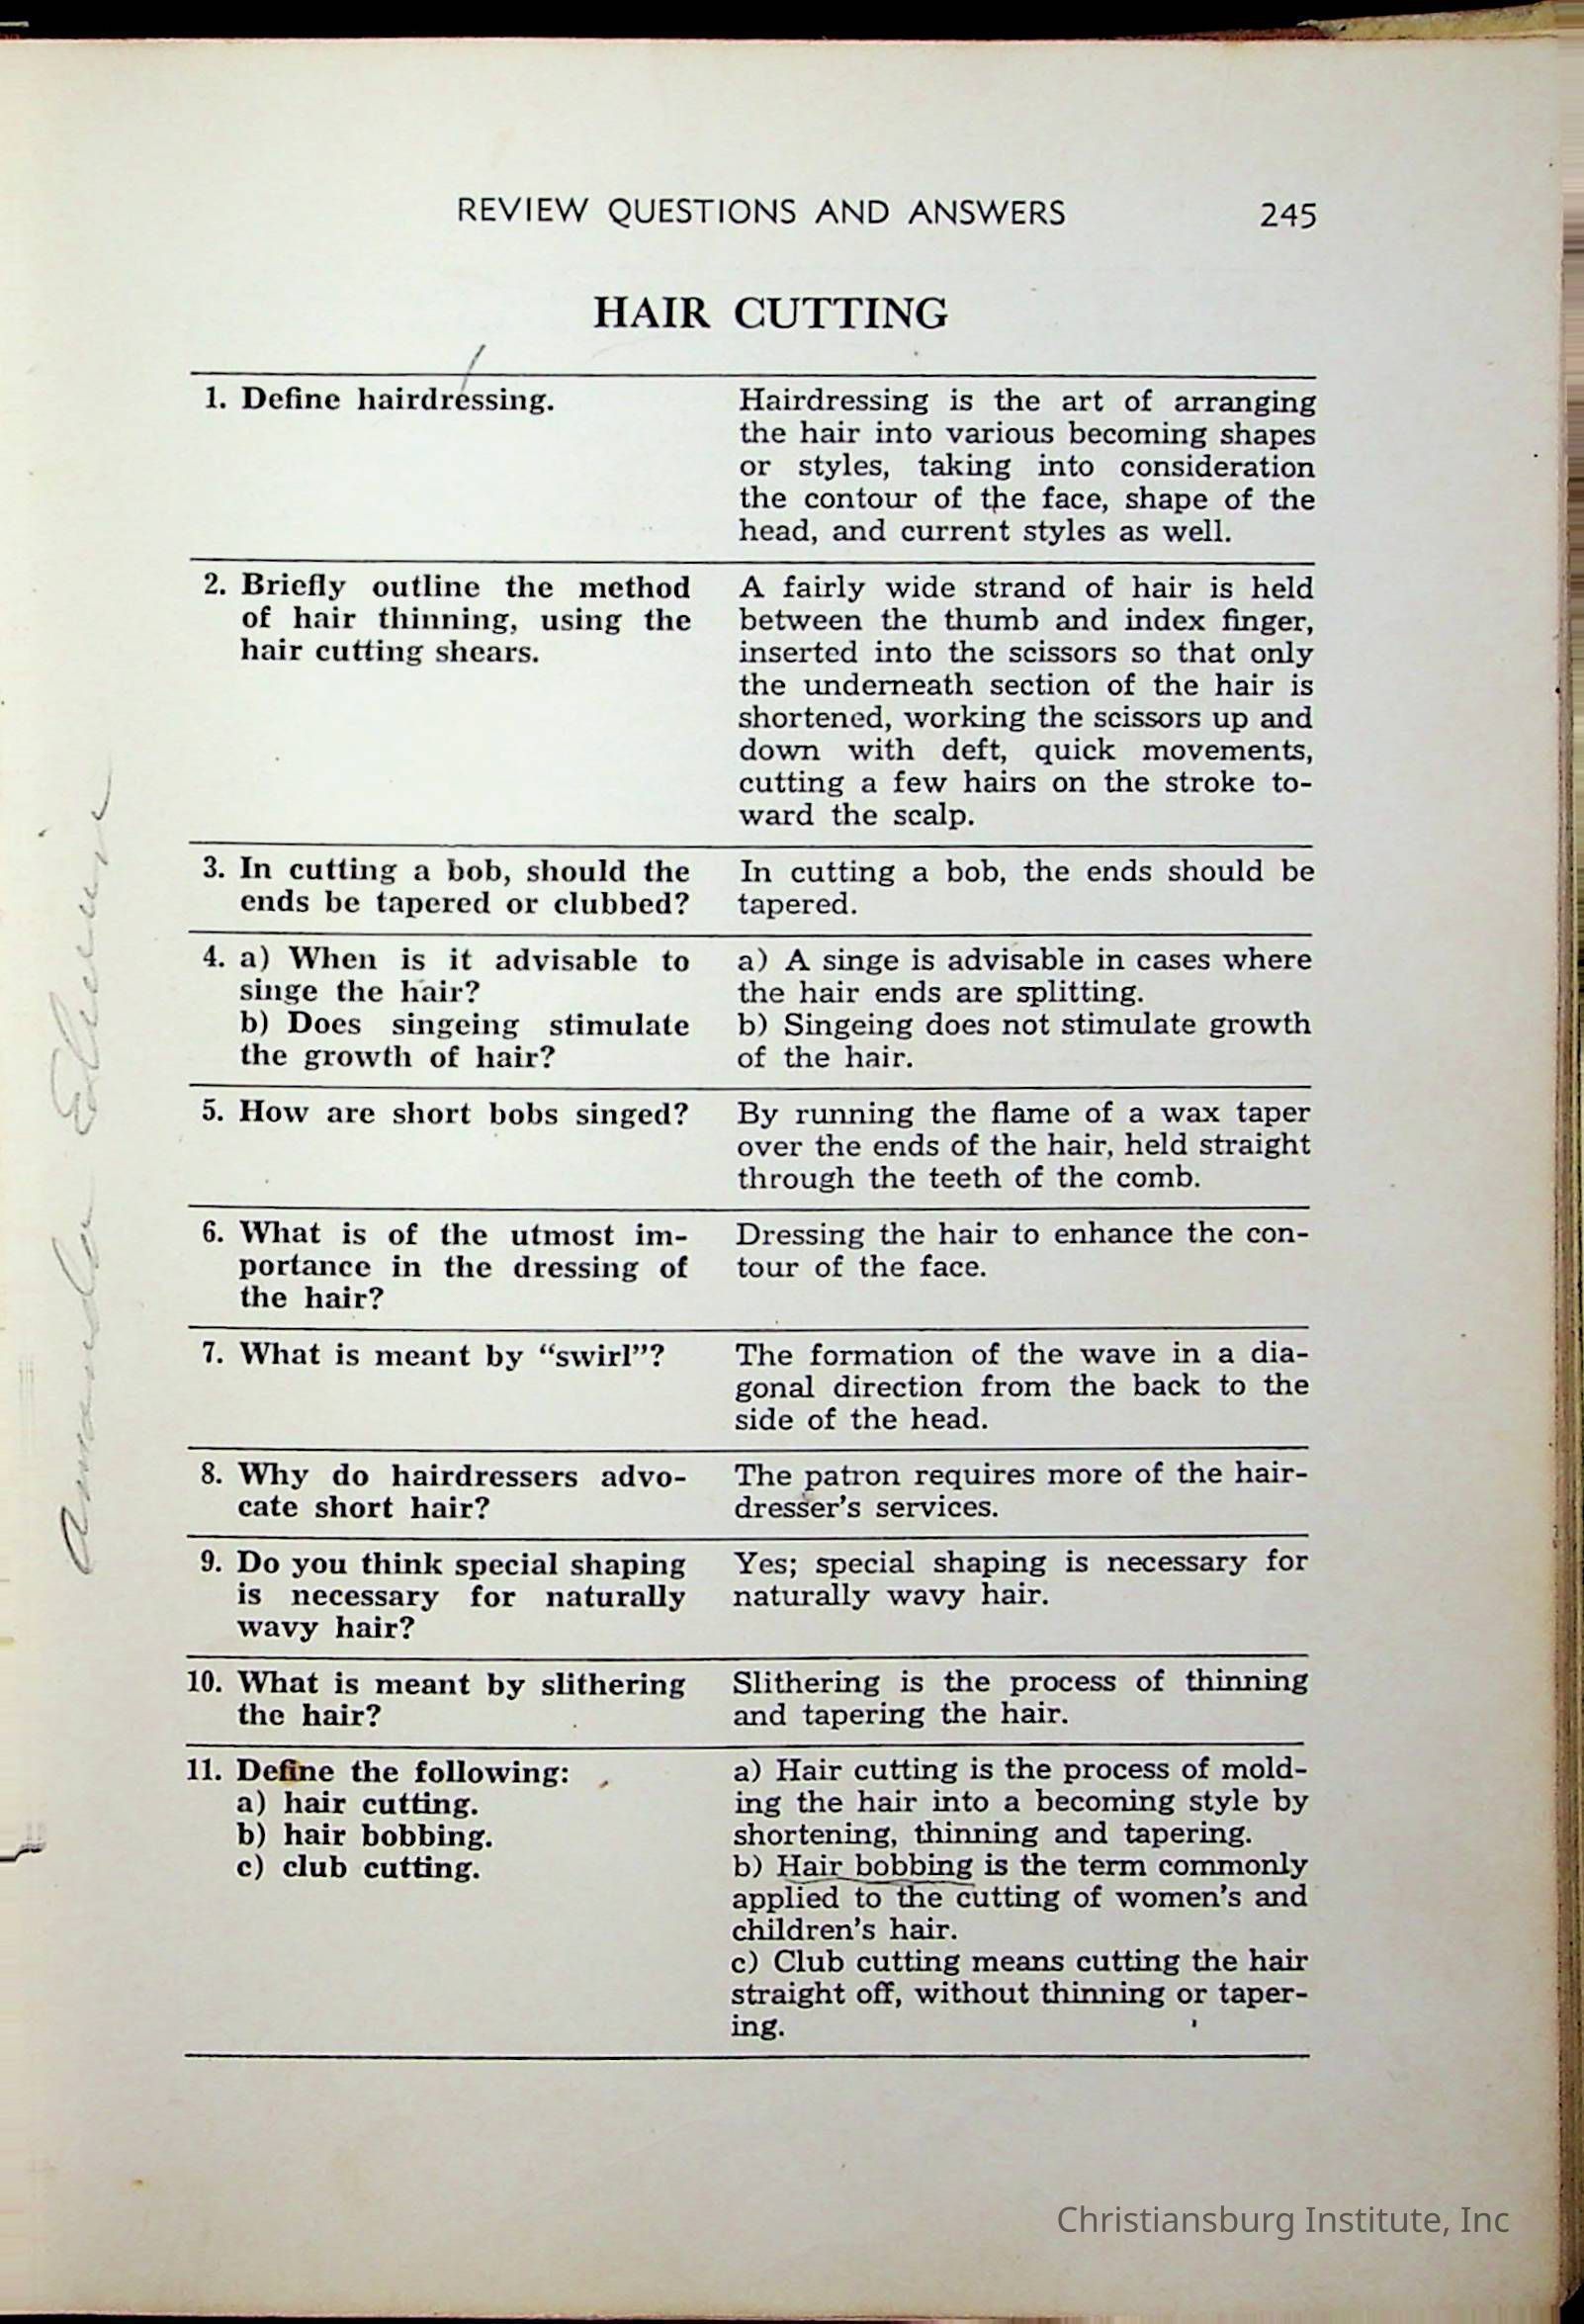 REVIEW QUESTIONS AND ANSWERS 245
HAIR CUTTING
1. Define hairdressing.
Hairdressing is the art of arranging
the hair into various becoming shapes
or styles, taking into consideration
the contour of the face, shape of the
head, and current styles as well.
2. Briefly outline the method
of hair thinning, using the
hair cutting shears.
A fairly wide strand of hair is held
between the thumb and index finger,
inserted into the scissors so that only
the underneath section of the hair is
shortened, working the scissors up and
down with deft, quick movements,
cutting a few hairs on the stroke to-
ward the scalp.
3. In cutting a bob, should the
ends be tapered or clubbed?
In cutting a bob, the ends should be
tapered.
4. a) When is it advisable to
singe the hair?
b) Does singeing stimulate
the growth of hair?
a) A singe is advisable in cases where
the hair ends are splitting.
b) Singeing does not stimulate growth
of the hair.
5. How are short bobs singed?
By running the flame of a wax taper
over the ends of the hair, held straight
through the teeth of the comb.
6. What is of the utmost im-
portance in the dressing of
the hair?
Dressing the hair to enhance the con-
tour of the face.
7. What is meant by “swirl”?
The formation of the wave in a dia-
gonal direction from the back to the
side of the head.
8. Why do hairdressers advo-
cate short hair?
The patron requires more of the hair-
dresser’s services.
9. Do you think special shaping
is necessary for naturally
wavy hair?
Yes; special shaping is necessary for
naturally wavy hair.
10. What is meant by slithering
the hair?
Slithering is the process of thinning
and tapering the hair.
11. Define the following:
a) hair cutting.
b) hair bobbing.
c) club cutting.
a) Hair cutting is the process of mold-
ing the hair into a becoming style by
shortening, thinning and tapering.
b) Hair bobbing is the term commonly
applied to the cutting of women’s and
children’s hair.
c) Club cutting means cutting the hair
straight off, without thinning or taper-
ing.
Amanda
Christiansburg Institute, Inc